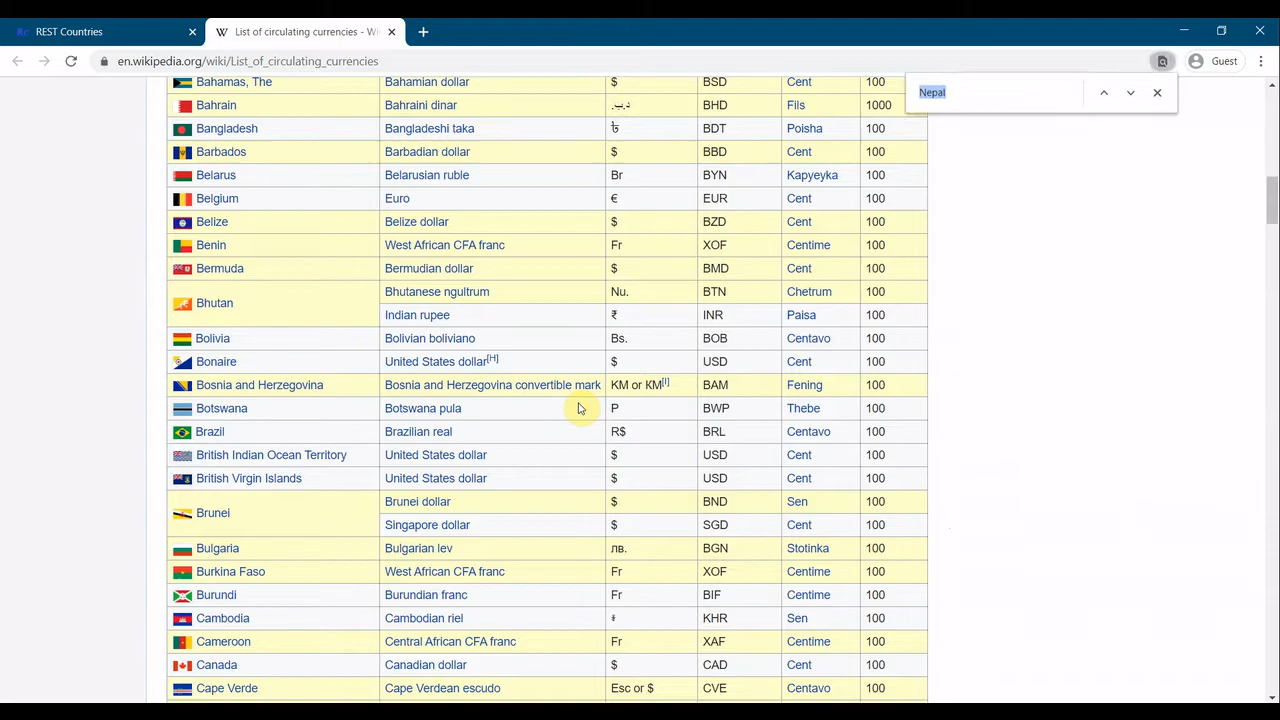 REST Countries
List of circulating currencies - Wi
en.wikipedia.org/wiki/List_of_circulating_currencies
Guest
Nepal
Bahamas, The Bahamian dollar $ BSD Cent 100
Bahrain Bahraini dinar .د.ب BHD Fils 1000
Bangladesh Bangladeshi taka ৳ BDT Poisha 100
Barbados Barbadian dollar $ BBD Cent 100
Belarus Belarusian ruble Br BYN Kapyeyka 100
Belgium Euro € EUR Cent 100
Belize Belize dollar $ BZD Cent 100
Benin West African CFA franc Fr XOF Centime 100
Bermuda Bermudian dollar $ BMD Cent 100
Bhutan Bhutanese ngultrum Nu. BTN Chetrum 100
Indian rupee ₹ INR Paisa 100
Bolivia Bolivian boliviano Bs. BOB Centavo 100
Bonaire United States dollar[H] $ USD Cent 100
Bosnia and Herzegovina Bosnia and Herzegovina convertible mark KM or КМ[I] BAM Fening 100
Botswana Botswana pula P BWP Thebe 100
Brazil Brazilian real R$ BRL Centavo 100
British Indian Ocean Territory United States dollar $ USD Cent 100
British Virgin Islands United States dollar $ USD Cent 100
Brunei Brunei dollar $ BND Sen 100
Singapore dollar $ SGD Cent 100
Bulgaria Bulgarian lev лв. BGN Stotinka 100
Burkina Faso West African CFA franc Fr XOF Centime 100
Burundi Burundian franc Fr BIF Centime 100
Cambodia Cambodian riel ៛ KHR Sen 100
Cameroon Central African CFA franc Fr XAF Centime 100
Canada Canadian dollar $ CAD Cent 100
Cape Verde Cape Verdean escudo Esc or $ CVE Centavo 100